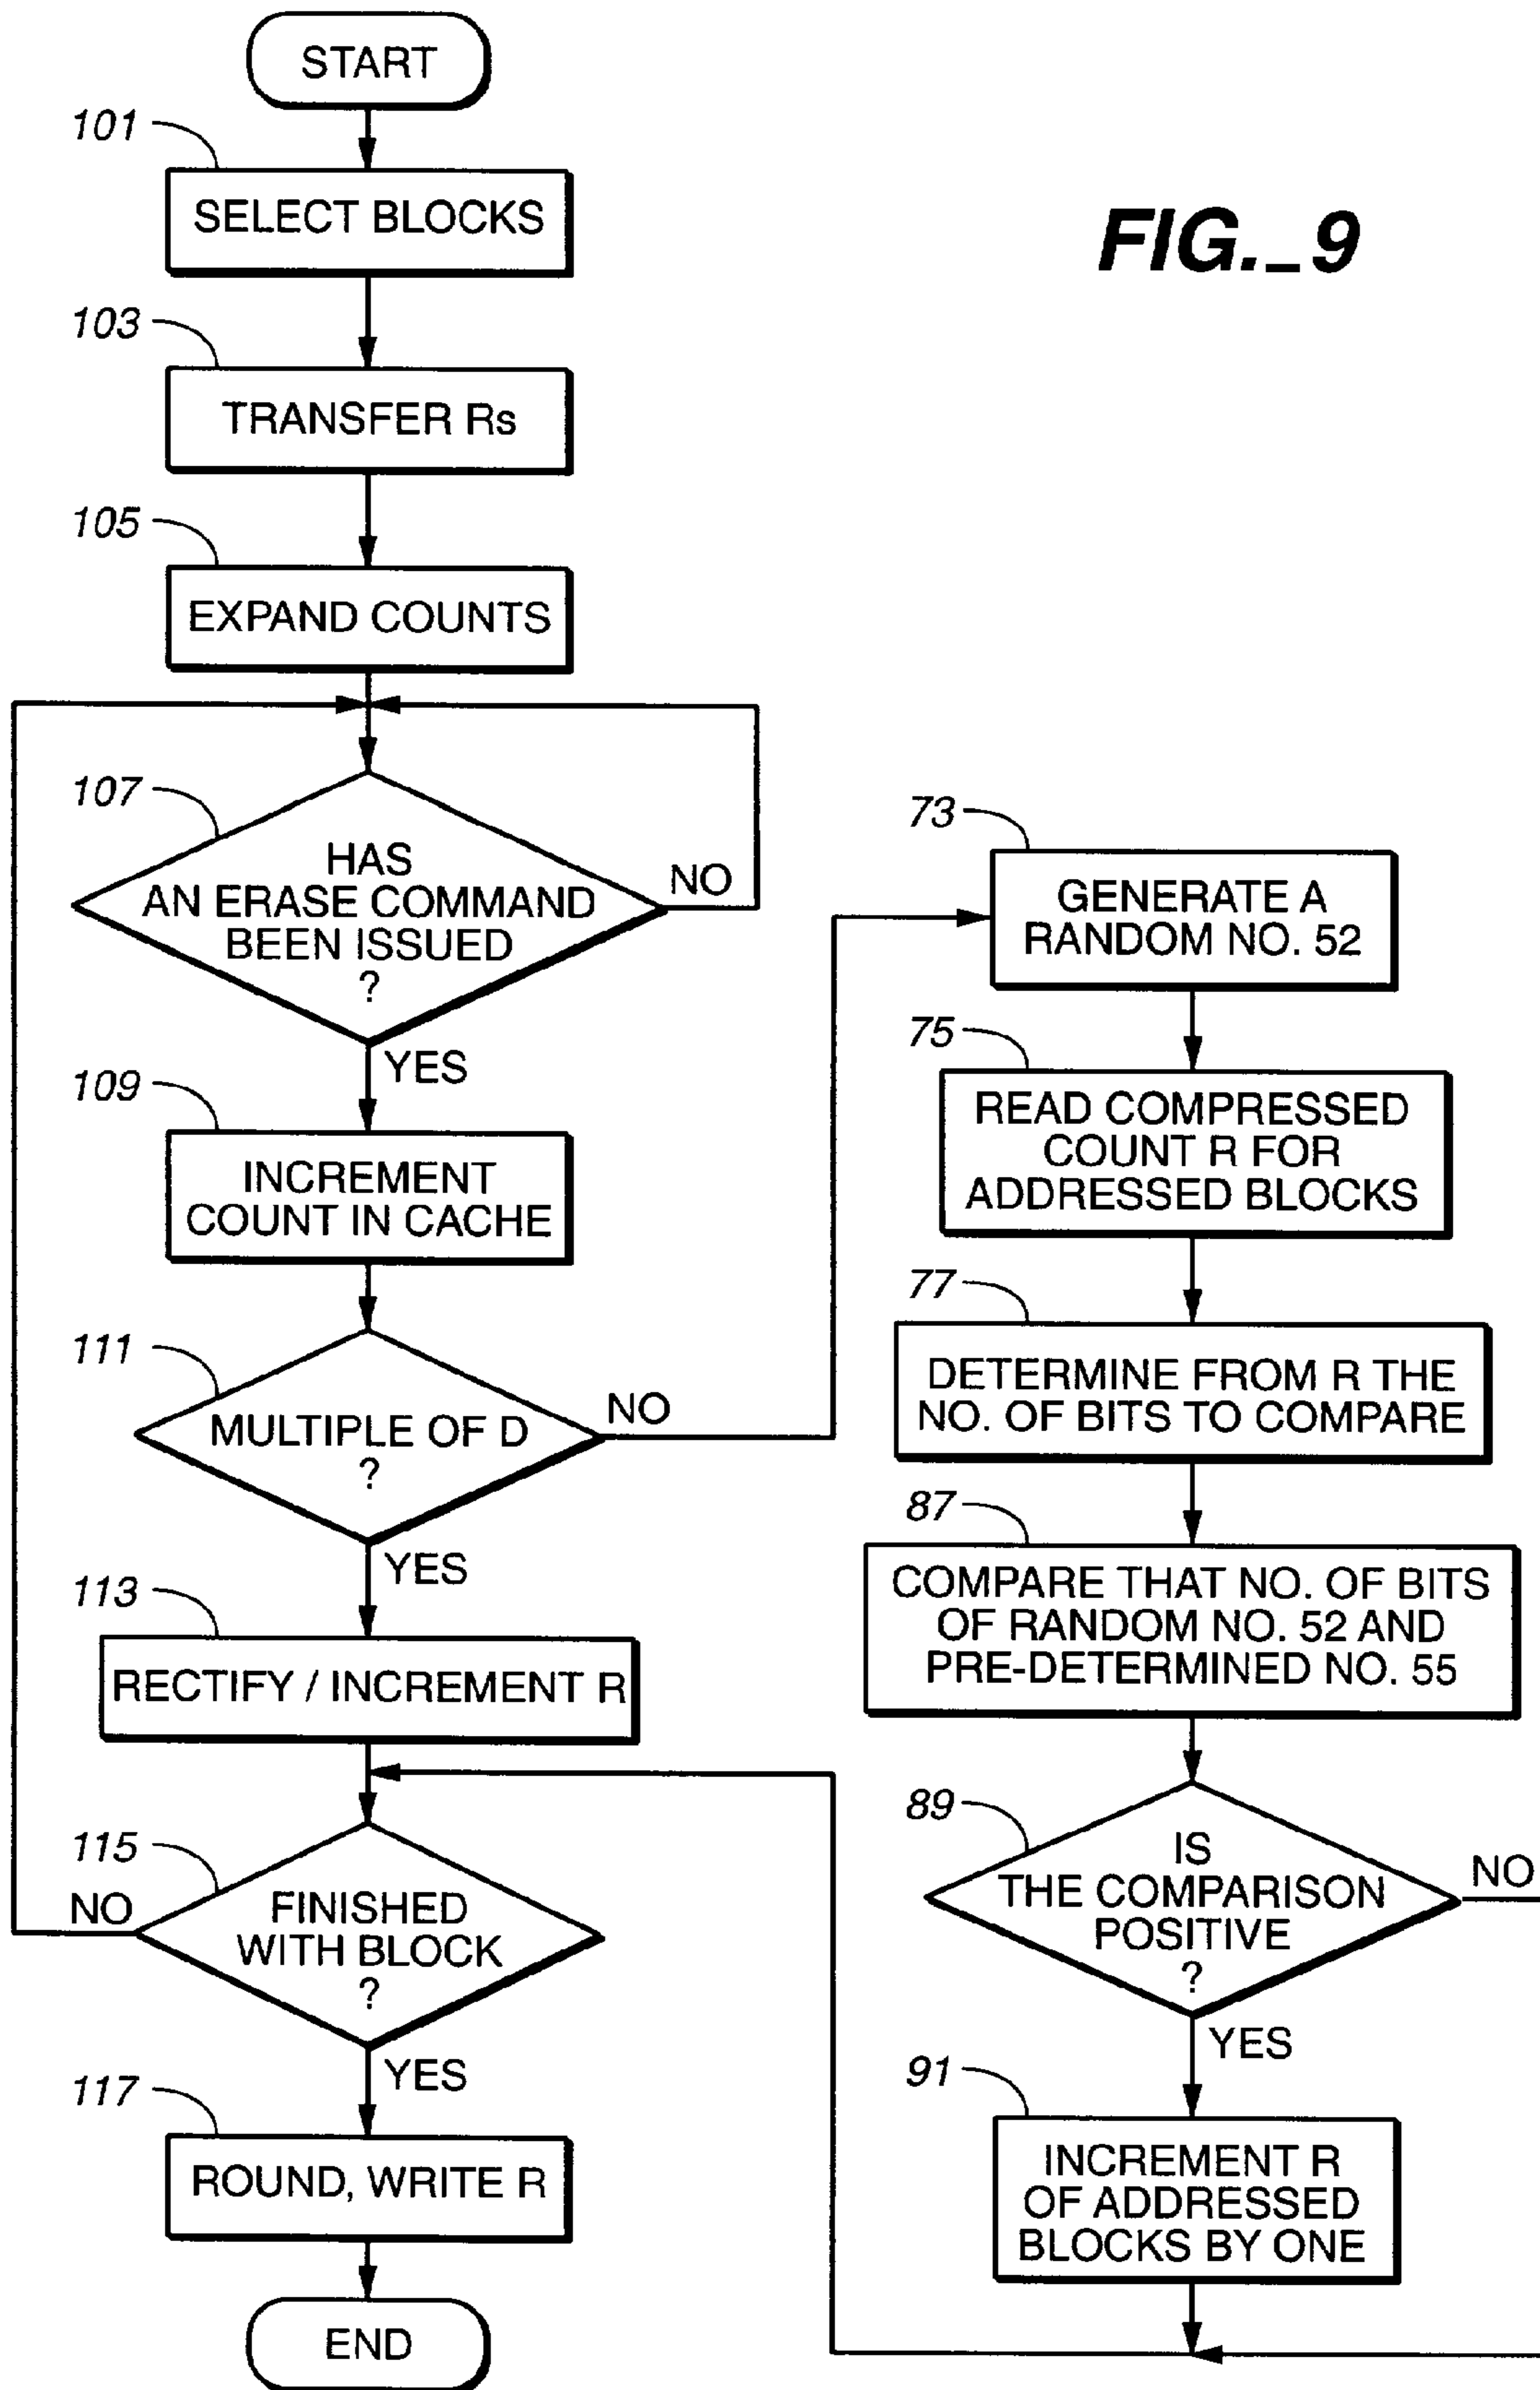 START
101
SELECT BLOCKS
FIG._9
103
TRANSFER Rs
105
EXPAND COUNTS
107
HAS
AN ERASE COMMAND
BEEN ISSUED
?
NO
YES
109
INCREMENT
COUNT IN CACHE
111
MULTIPLE OF D
?
NO
YES
113
RECTIFY / INCREMENT R
115
FINISHED
WITH BLOCK
?
NO
YES
117
ROUND, WRITE R
END
73
GENERATE A
RANDOM NO. 52
75
READ COMPRESSED
COUNT R FOR
ADDRESSED BLOCKS
77
DETERMINE FROM R THE
NO. OF BITS TO COMPARE
87
COMPARE THAT NO. OF BITS
OF RANDOM NO. 52 AND
PRE-DETERMINED NO. 55
89
IS
THE COMPARISON
POSITIVE
?
NO
YES
91
INCREMENT R
OF ADDRESSED
BLOCKS BY ONE